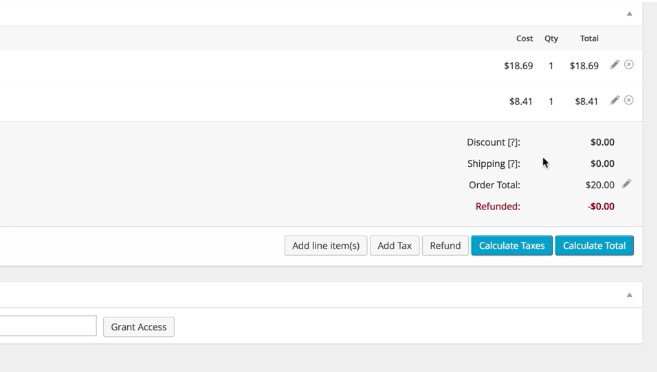 Cost Qty Total
$18.69 1 $18.69
$8.41 1 $8.41
Discount [?]: $0.00
Shipping [?]: $0.00
Order Total: $20.00
Refunded: -$0.00
Add line item(s) Add Tax Refund Calculate Taxes Calculate Total
Grant Access